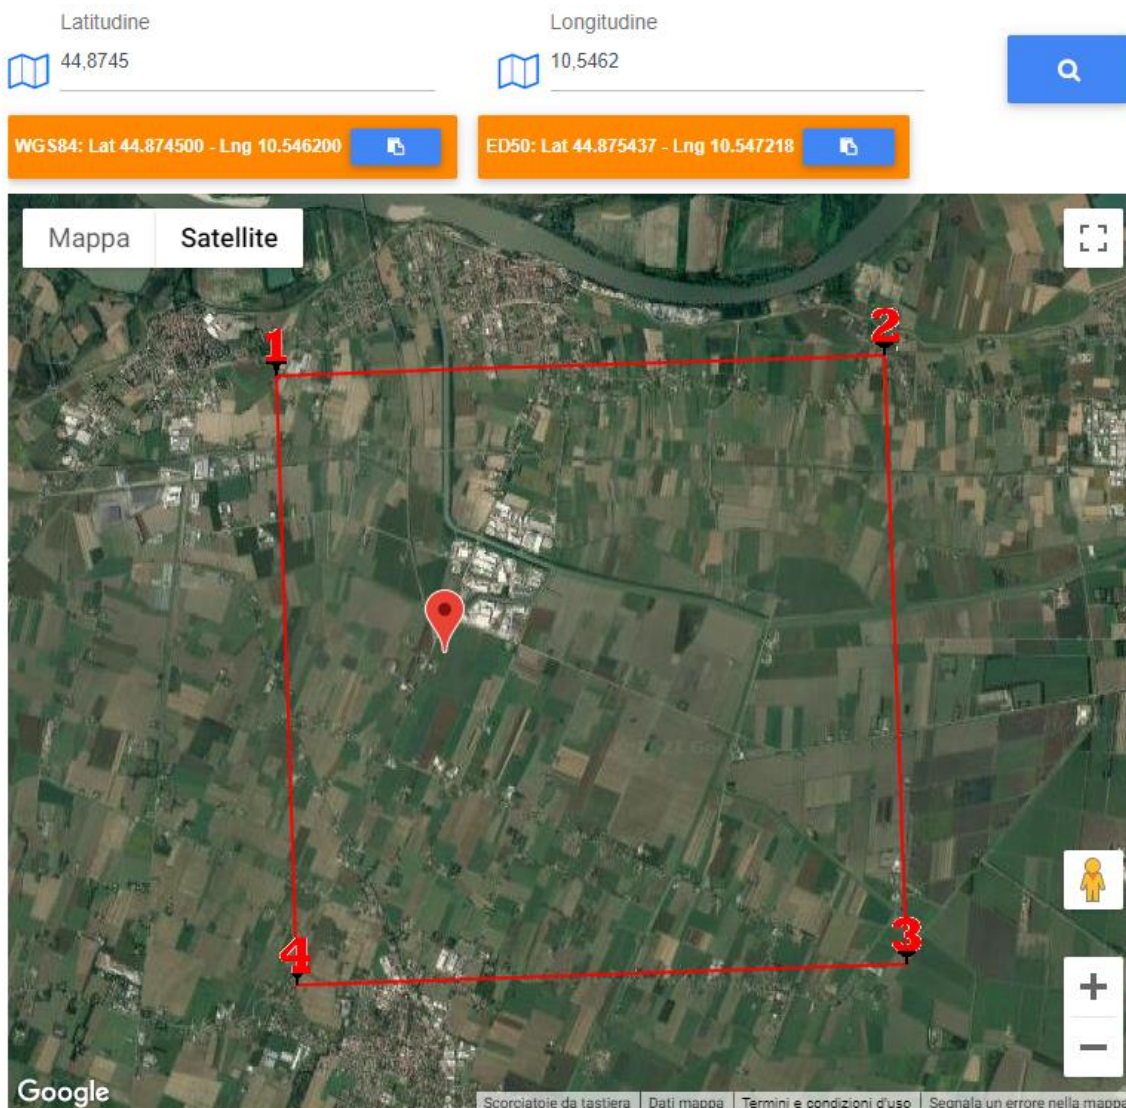 Latitudine Longitudine
44,8745 10,5462
WGS84: Lat 44.874500 - Lng 10.546200 ED50: Lat 44.875437 - Lng 10.547218
Mappa Satellite
1 2
4 3
Google
Scorciatoie da tastiera Dati mappa Termini e condizioni d'uso Segnala un errore nella mappa